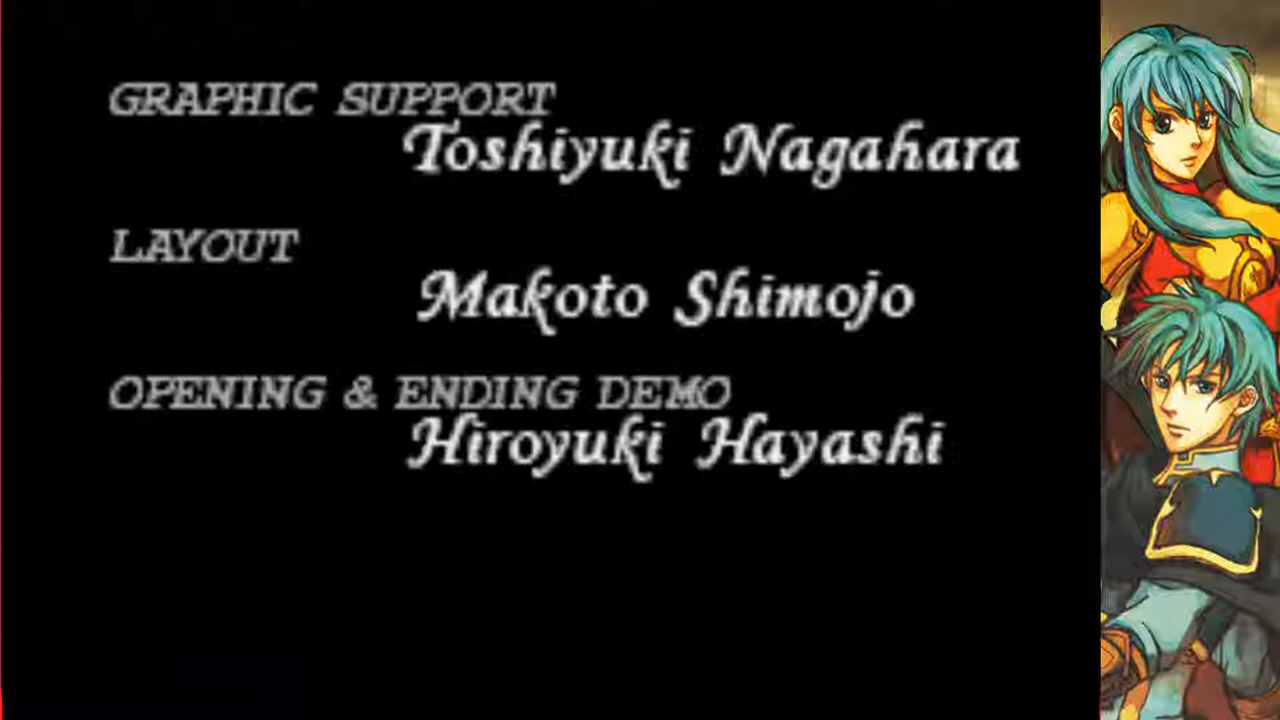 GRAPHIC SUPPORT
Toshiyuki Nagahara
LAYOUT
Makoto Shimojo
OPENING & ENDING DEMO
Hiroyuki Hayashi